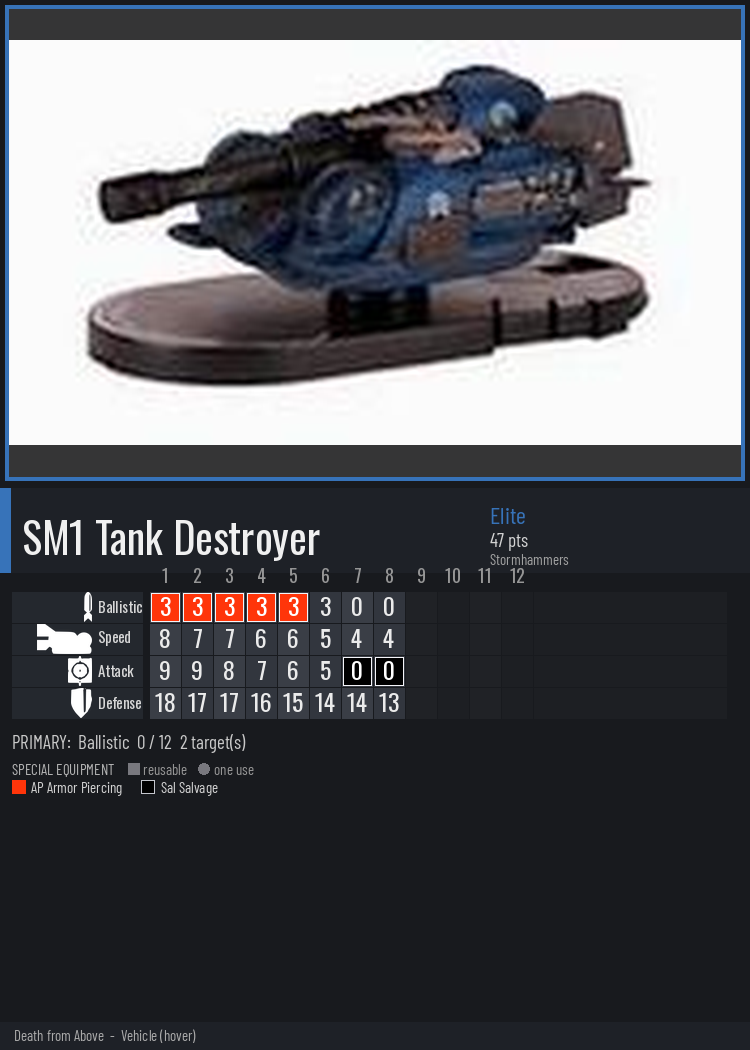 SM1 Tank Destroyer
Elite
47 pts
Stormhammers
1 2 3 4 5 6 7 8 9 10 11 12
Ballistic 3 3 3 3 3 3 0 0
Speed 8 7 7 6 6 5 4 4
Attack 9 9 8 7 6 5 0 0
Defense 18 17 17 16 15 14 14 13
PRIMARY: Ballistic 0 / 12 2 target(s)
SPECIAL EQUIPMENT reusable one use
AP Armor Piercing Sal Salvage
Death from Above - Vehicle (hover)